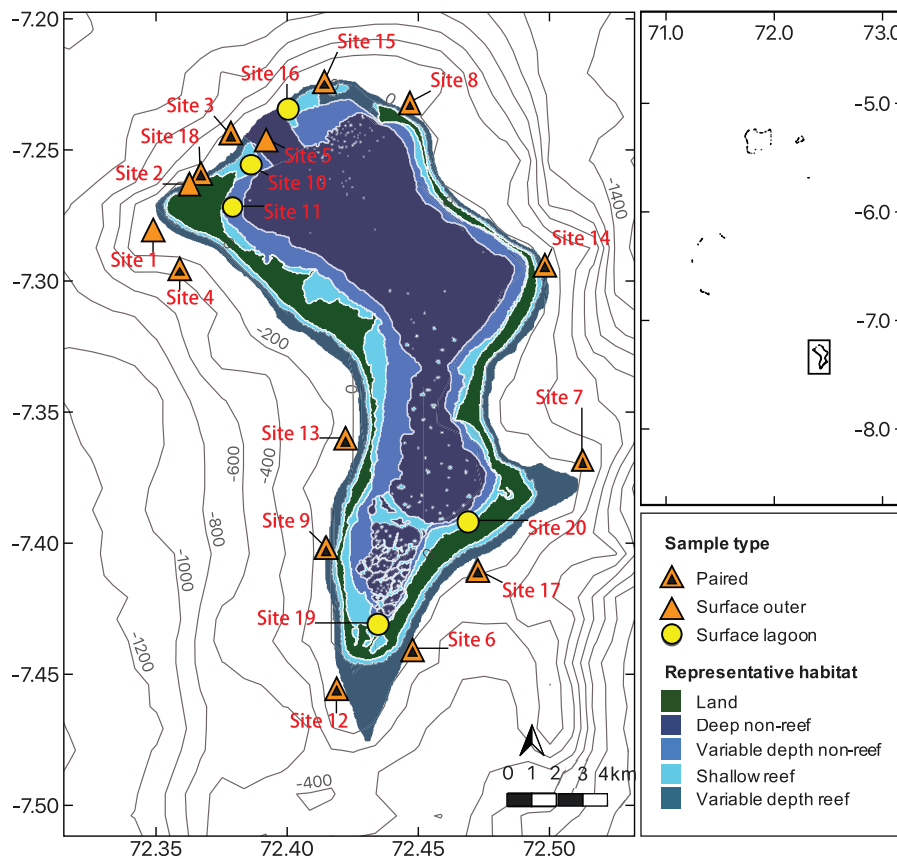 -7.20
-7.25
-7.30
-7.35
-7.40
-7.45
-7.50
72.35
72.40
72.45
72.50
Site 15
Site 16
Site 8
Site 3
Site 18
Site 5
Site 2
Site 10
Site 11
Site 1
Site 4
Site 14
Site 7
Site 13
Site 9
Site 20
Site 17
Site 19
Site 6
Site 12
0
-1400
-200
0
-600
-400
-800
-1000
-1200
-400
0 1 2 3 4km
71.0 72.0 73.0
-5.0
-6.0
-7.0
-8.0
Sample type
Paired
Surface outer
Surface lagoon
Representative habitat
Land
Deep non-reef
Variable depth non-reef
Shallow reef
Variable depth reef